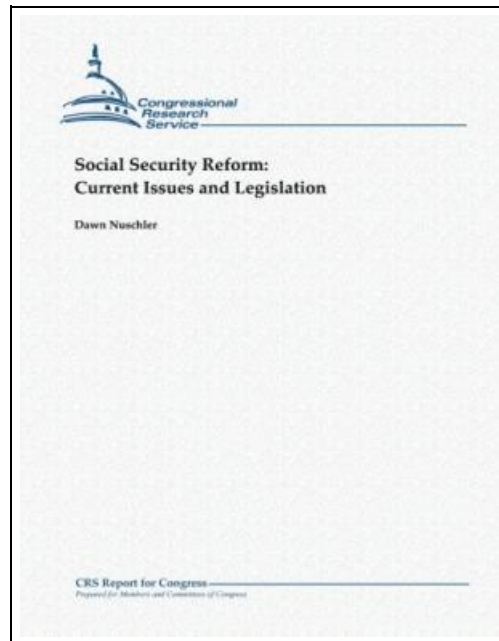 Congressional
Research
Service
Social Security Reform:
Current Issues and Legislation
Dawn Nuschler
CRS Report for Congress
Prepared for Members and Committees of Congress